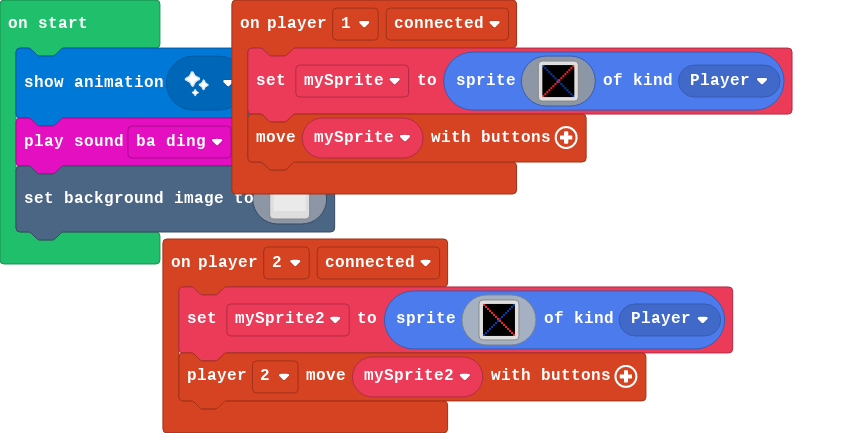 on start
show animation
play sound ba ding
set background image to
on player 1 connected
set mySprite to sprite of kind Player
move mySprite with buttons
on player 2 connected
set mySprite2 to sprite of kind Player
player 2 move mySprite2 with buttons